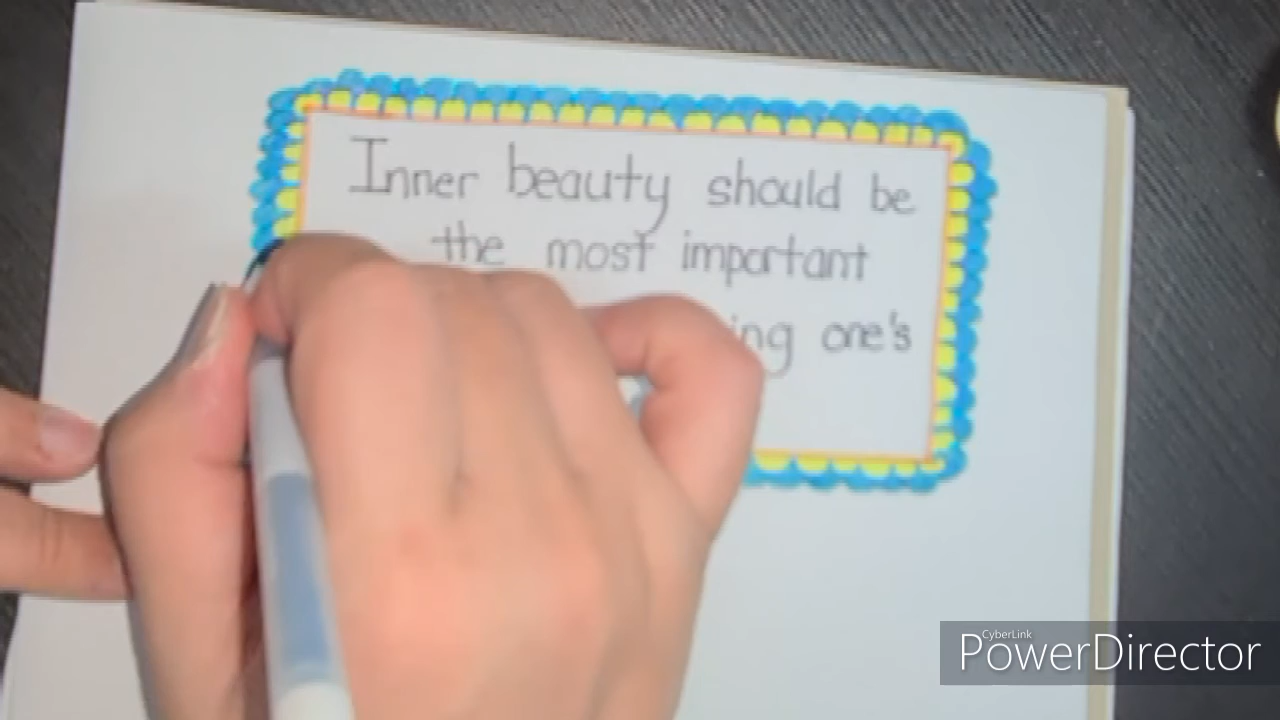 Inner beauty should be
the most important
one's
CyberLink
PowerDirector